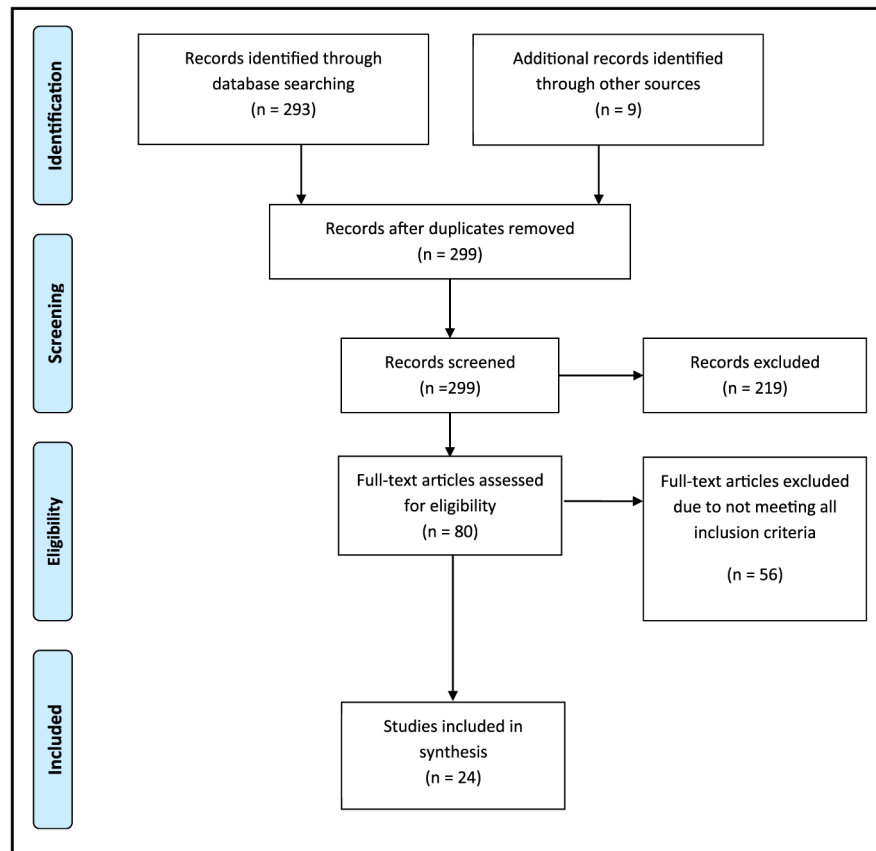 Identification
Records identified through
database searching
(n = 293)
Additional records identified
through other sources
(n = 9)
Records after duplicates removed
(n = 299)
Screening
Records screened
(n =299)
Records excluded
(n = 219)
Eligibility
Full-text articles assessed
for eligibility
(n = 80)
Full-text articles excluded
due to not meeting all
inclusion criteria
(n = 56)
Included
Studies included in
synthesis
(n = 24)